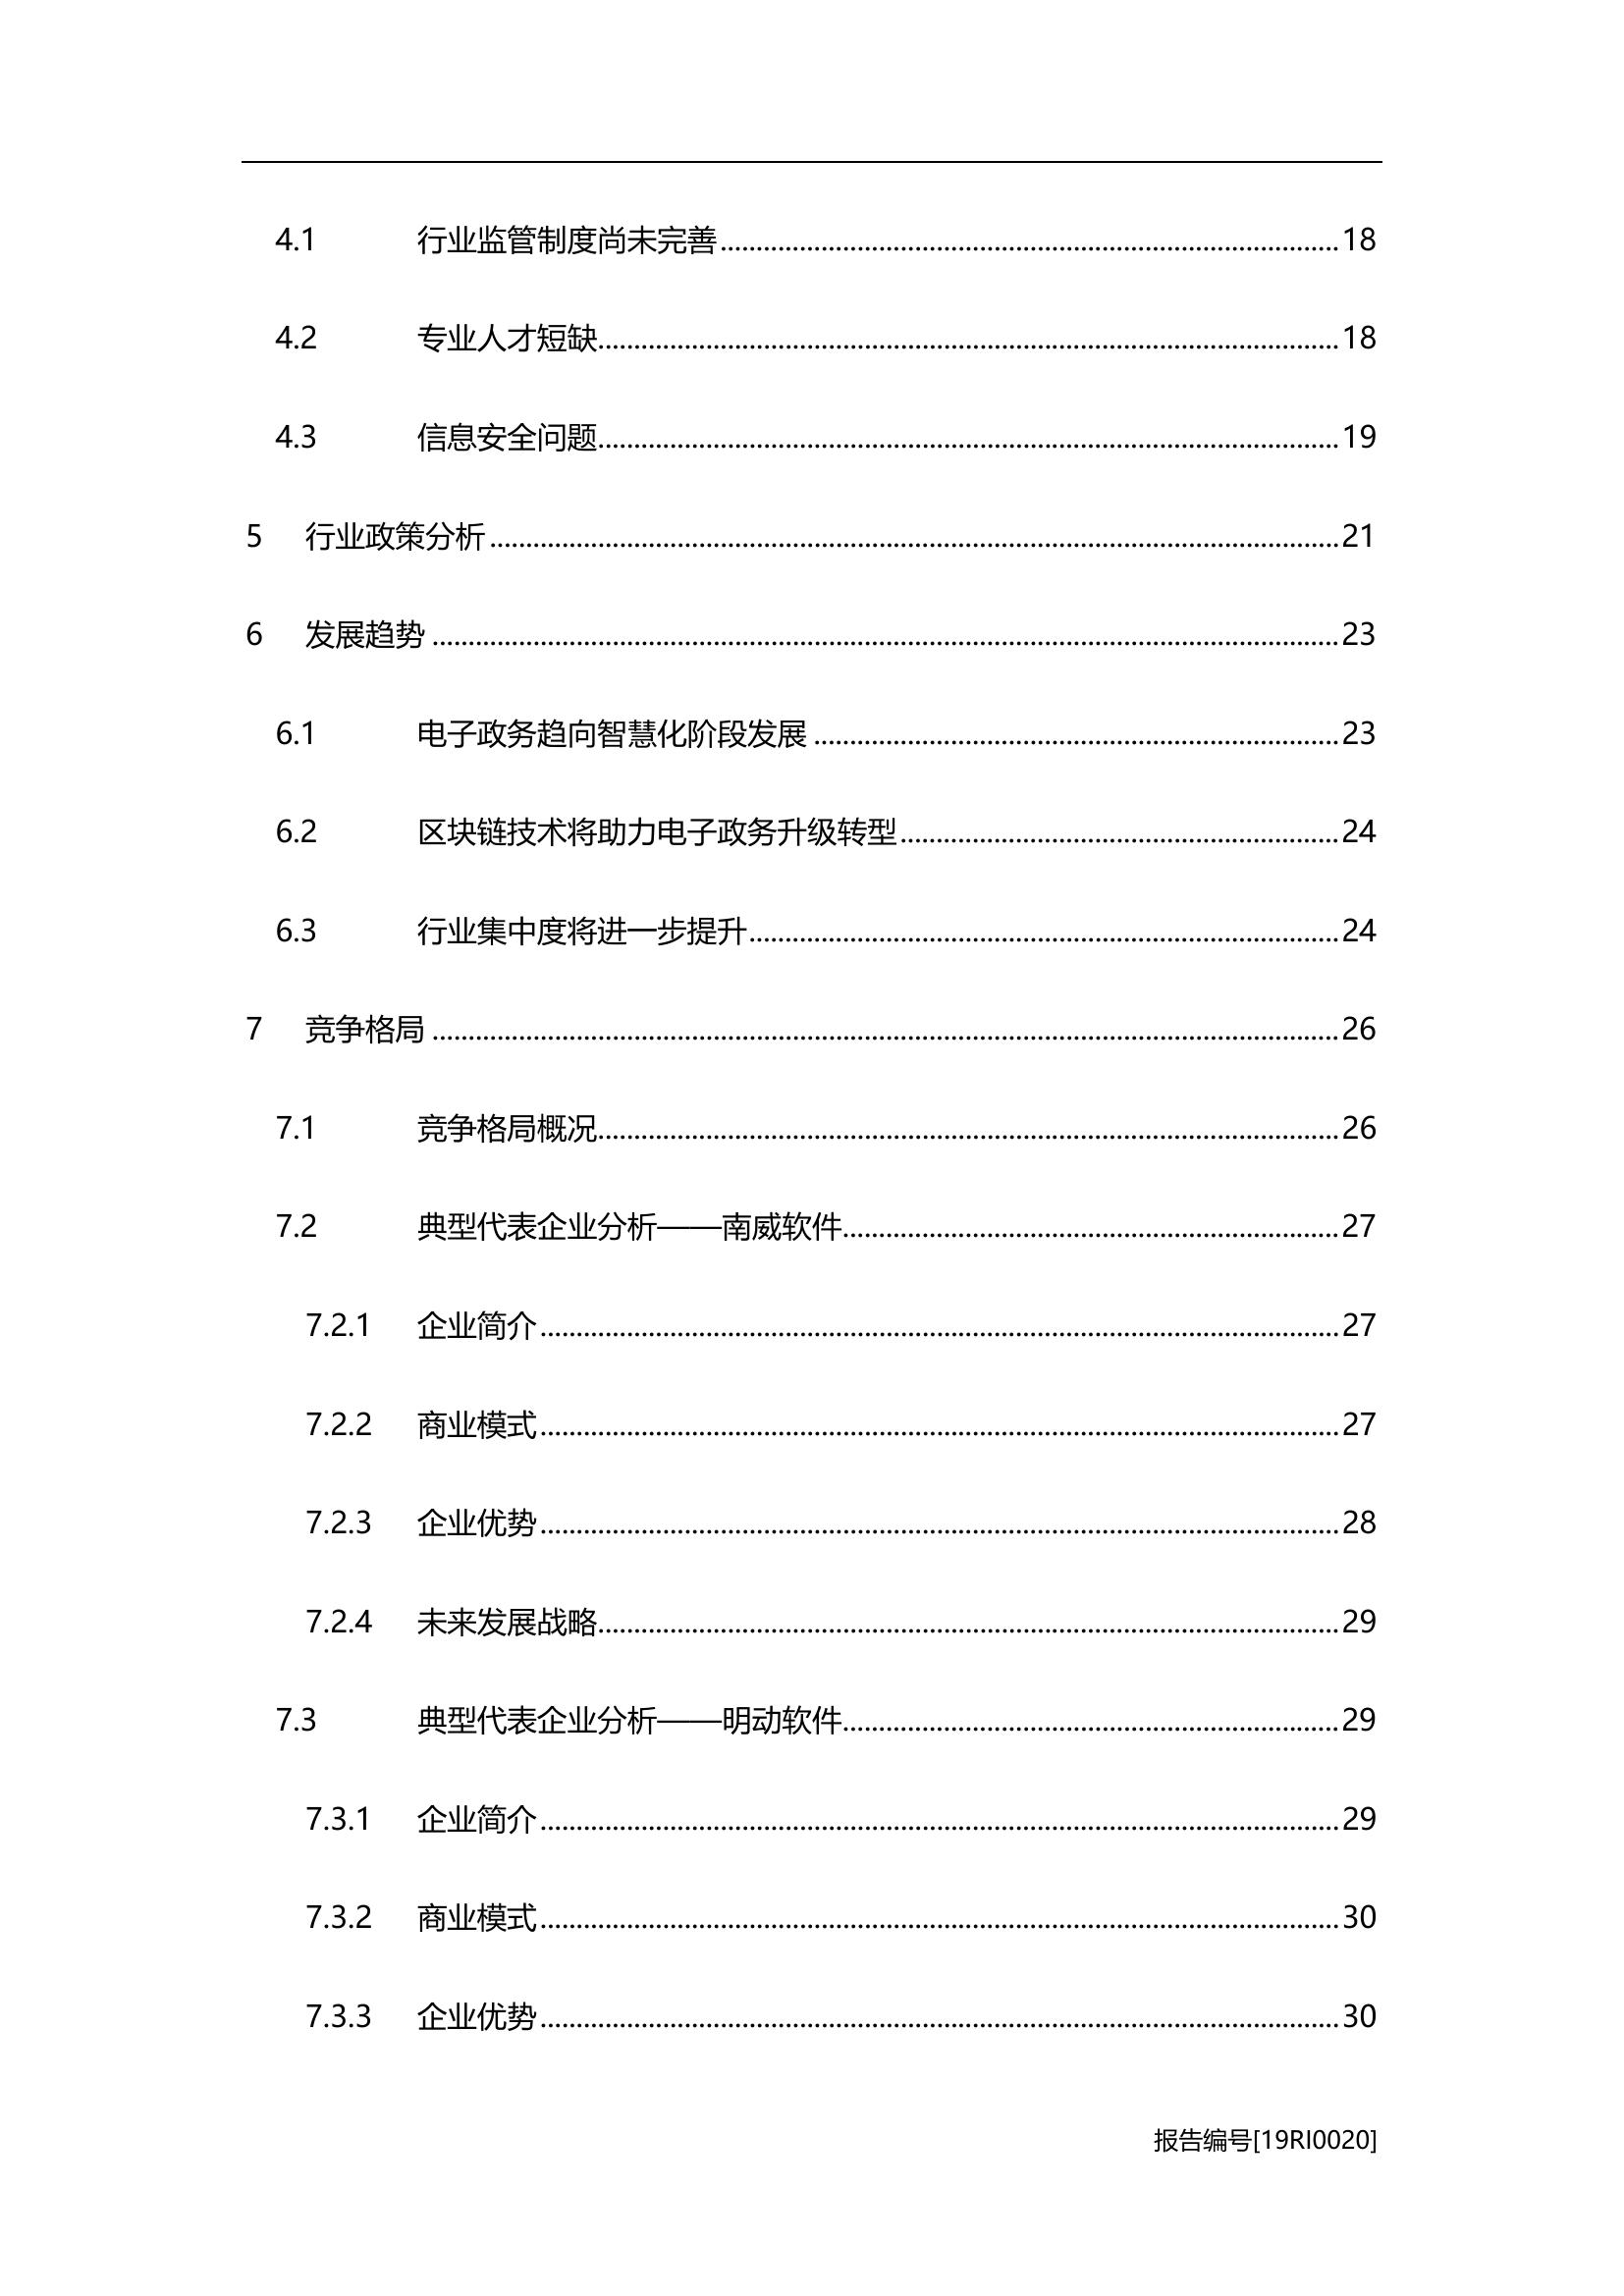 4.1 行业监管制度尚未完善 18
4.2 专业人才短缺 18
4.3 信息安全问题 19
5 行业政策分析 21
6 发展趋势 23
6.1 电子政务趋向智慧化阶段发展 23
6.2 区块链技术将助力电子政务升级转型 24
6.3 行业集中度将进一步提升 24
7 竞争格局 26
7.1 竞争格局概况 26
7.2 典型代表企业分析——南威软件 27
7.2.1 企业简介 27
7.2.2 商业模式 27
7.2.3 企业优势 28
7.2.4 未来发展战略 29
7.3 典型代表企业分析——明动软件 29
7.3.1 企业简介 29
7.3.2 商业模式 30
7.3.3 企业优势 30
报告编号[19RI0020]